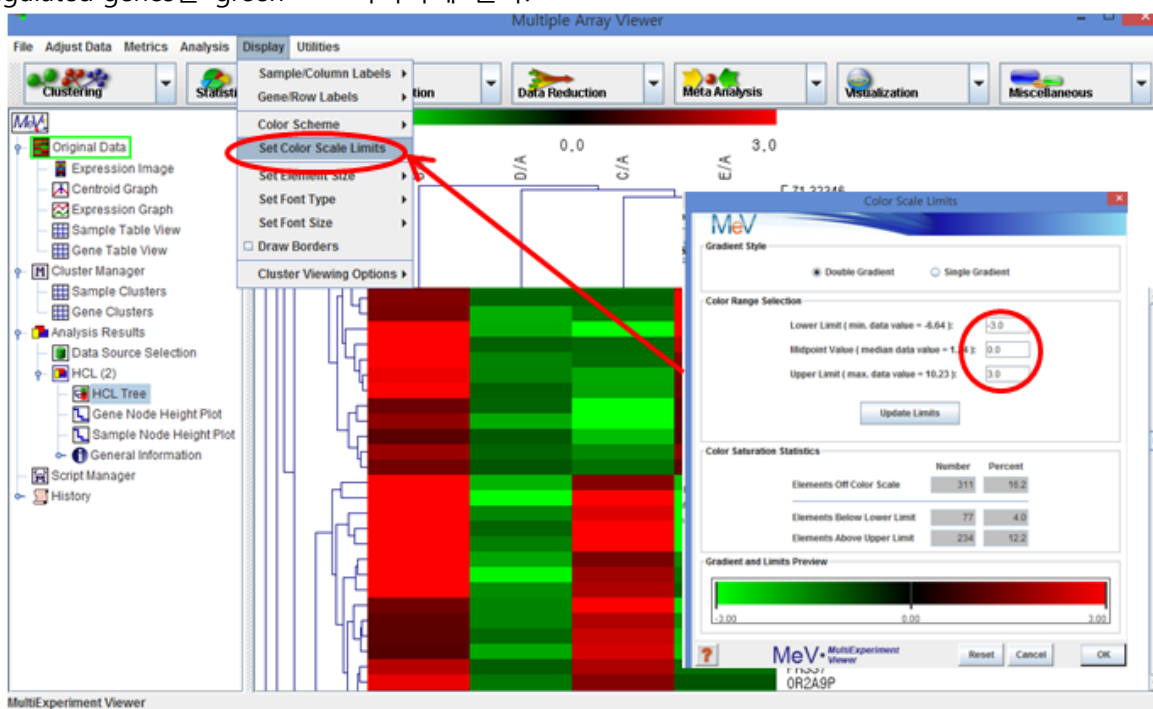 Multiple Array Viewer
File Adjust Data Metrics Analysis Display Utilities
Clustering
Data Reduction
Meta Analysis
Visualization
Miscellaneous
Sample/Column Labels
Gene/Row Labels
Color Scheme
Set Color Scale Limits
Set Element Size
Set Font Type
Set Font Size
Draw Borders
Cluster Viewing Options
MeV
Original Data
Expression Image
Centroid Graph
Expression Graph
Sample Table View
Gene Table View
Cluster Manager
Sample Clusters
Gene Clusters
Analysis Results
Data Source Selection
HCL (2)
HCL Tree
Gene Node Height Plot
Sample Node Height Plot
General Information
Script Manager
History
0.0 3.0
D/A
C/A
E/A
Color Scale Limits
MeV
Gradient Style
Double Gradient Single Gradient
Color Range Selection
Lower Limit ( min. data value = -6.64 ): -3.0
Midpoint Value ( median data value = 0.0
Upper Limit ( max. data value = 10.23 ): 3.0
Update Limits
Color Saturation Statistics
Number Percent
Elements Off Color Scale 311 16.2
Elements Below Lower Limit 77 4.0
Elements Above Upper Limit 234 12.2
Gradient and Limits Preview
-3.00 0.00 3.00
? MeV MultiExperiment Viewer Reset Cancel OK
OR2A9P
MultiExperiment Viewer